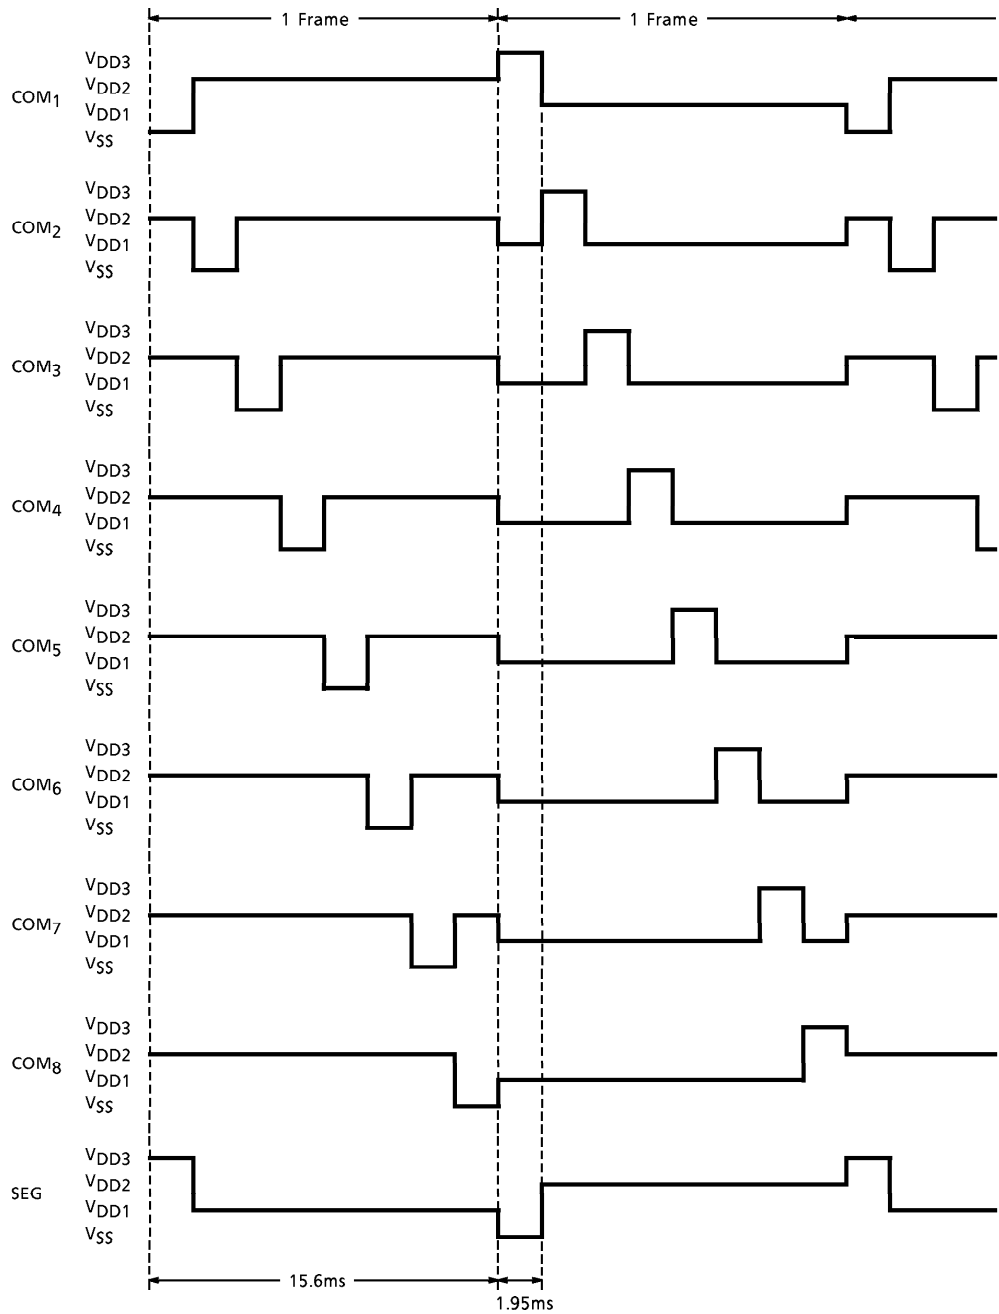 1 Frame 1 Frame
VDD3
VDD2
COM1
VDD1
VSS
VDD3
VDD2
COM2
VDD1
VSS
VDD3
VDD2
COM3
VDD1
VSS
VDD3
VDD2
COM4
VDD1
VSS
VDD3
VDD2
COM5
VDD1
VSS
VDD3
VDD2
COM6
VDD1
VSS
VDD3
VDD2
COM7
VDD1
VSS
VDD3
VDD2
COM8
VDD1
VSS
VDD3
VDD2
SEG
VDD1
VSS
15.6ms
1.95ms